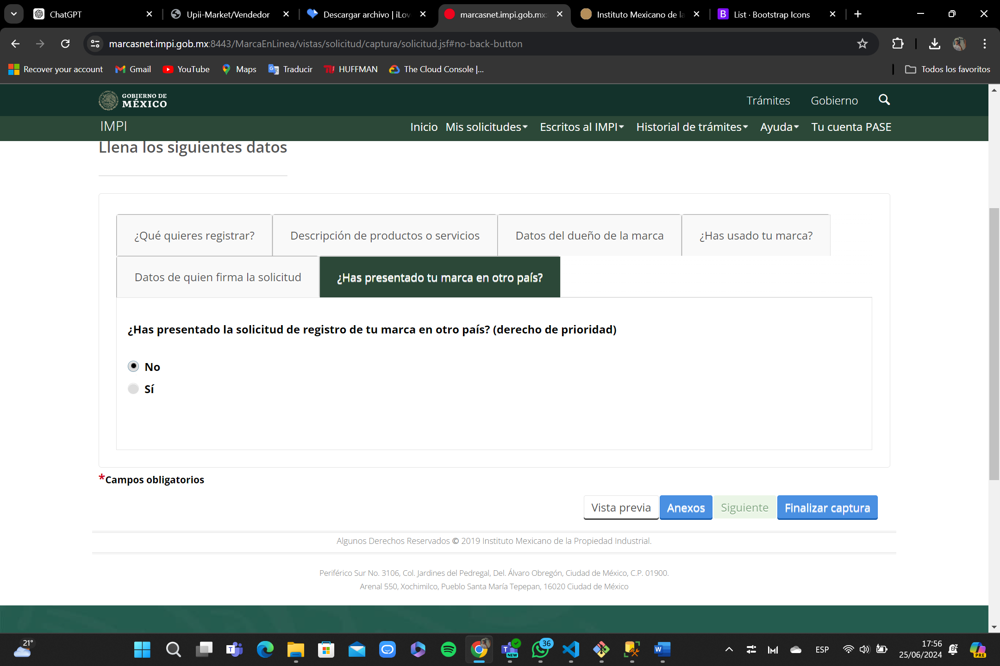 ChatGPT
Upii-Market/Vendedor
Descargar archivo | iLov
marcasnet.impi.gob.mx:
Instituto Mexicano de la
List · Bootstrap Icons
marcasnet.impi.gob.mx:8443/MarcaEnLinea/vistas/solicitud/captura/solicitud.jsf#no-back-button
Recover your account
Gmail
YouTube
Maps
Traducir
HUFFMAN
The Cloud Console |...
Todos los favoritos
GOBIERNO DE
MÉXICO
Trámites
Gobierno
IMPI
Inicio
Mis solicitudes
Escritos al IMPI
Historial de trámites
Ayuda
Tu cuenta PASE
Llena los siguientes datos
¿Qué quieres registrar?
Descripción de productos o servicios
Datos del dueño de la marca
¿Has usado tu marca?
Datos de quien firma la solicitud
¿Has presentado tu marca en otro país?
¿Has presentado la solicitud de registro de tu marca en otro país? (derecho de prioridad)
No
Sí
*Campos obligatorios
Vista previa
Anexos
Siguiente
Finalizar captura
Algunos Derechos Reservados © 2019 Instituto Mexicano de la Propiedad Industrial.
Periférico Sur No. 3106, Col. Jardines del Pedregal, Del. Álvaro Obregón, Ciudad de México, C.P. 01900.
Arenal 550, Xochimilco, Pueblo Santa María Tepepan, 16020 Ciudad de México
21°
NEW
36
ESP
17:56
25/06/2024
PRE